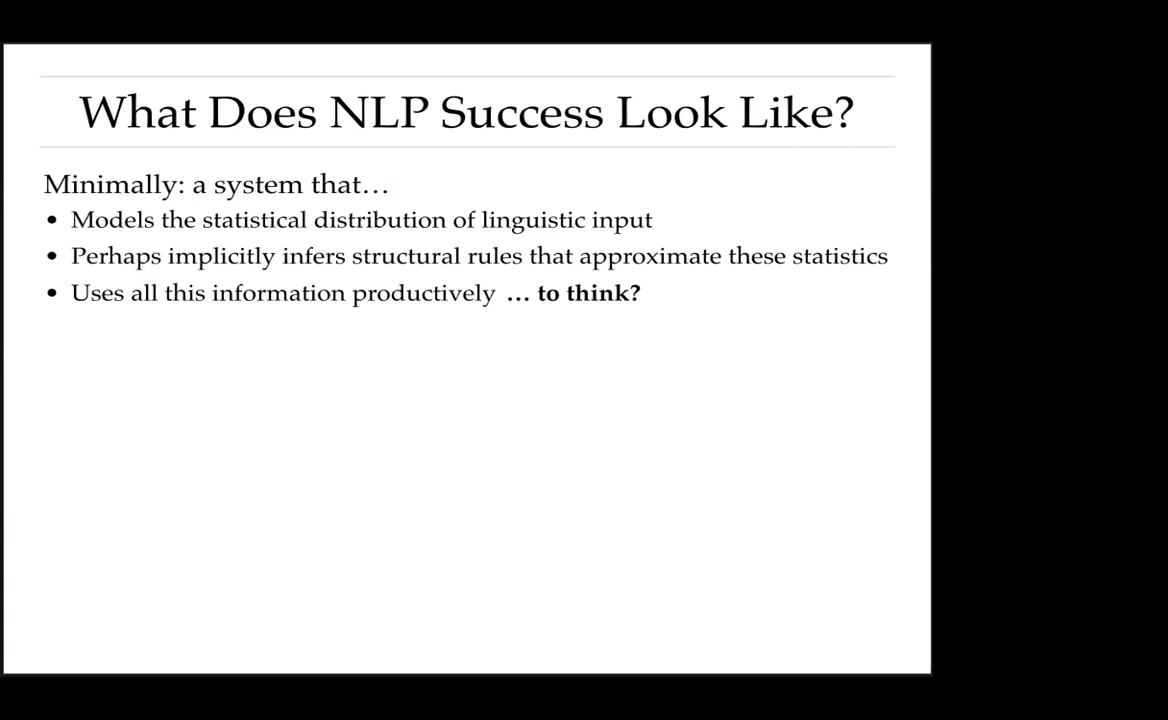 What Does NLP Success Look Like?
Minimally: a system that…
• Models the statistical distribution of linguistic input
• Perhaps implicitly infers structural rules that approximate these statistics
• Uses all this information productively … to think?